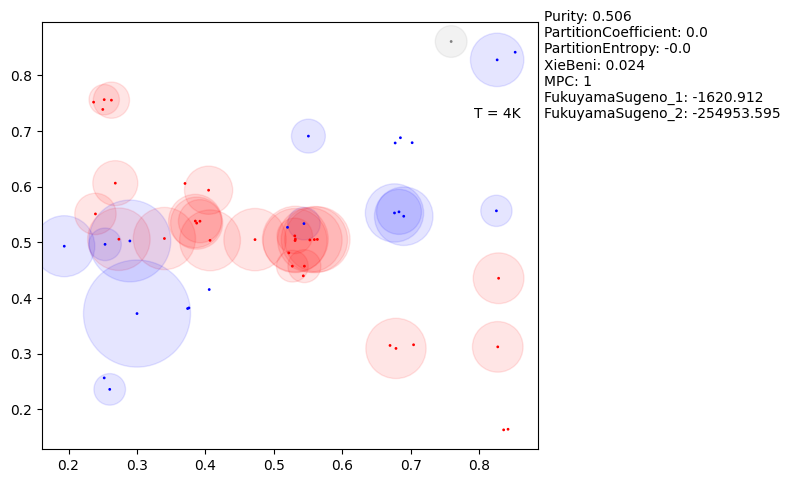 Purity: 0.506
PartitionCoefficient: 0.0
PartitionEntropy: -0.0
XieBeni: 0.024
MPC: 1
FukuyamaSugeno_1: -1620.912
FukuyamaSugeno_2: -254953.595
T = 4K
0.8
0.7
0.6
0.5
0.4
0.3
0.2
0.2 0.3 0.4 0.5 0.6 0.7 0.8